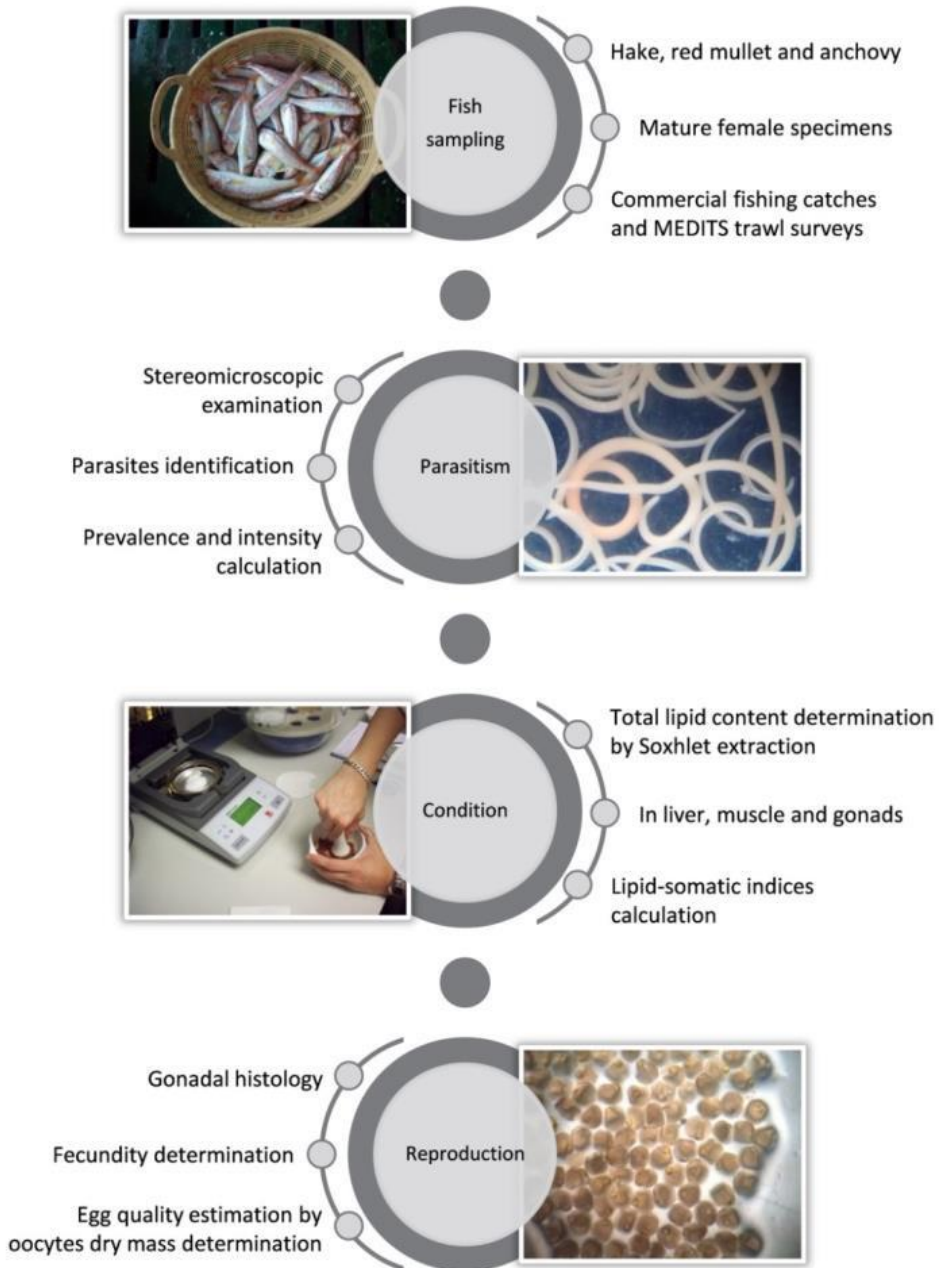 Fish
sampling
Hake, red mullet and anchovy
Mature female specimens
Commercial fishing catches
and MEDITS trawl surveys
Stereomicroscopic
examination
Parasites identification
Prevalence and intensity
calculation
Parasitism
Condition
Total lipid content determination
by Soxhlet extraction
In liver, muscle and gonads
Lipid-somatic indices
calculation
Gonadal histology
Fecundity determination
Egg quality estimation by
oocytes dry mass determination
Reproduction